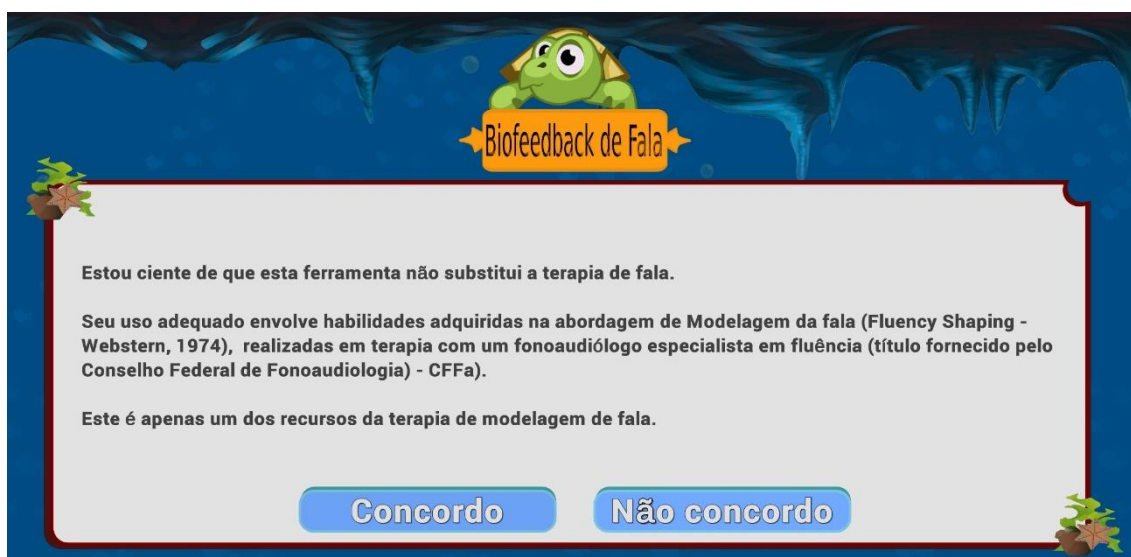 Biofeedback de Fala
Estou ciente de que esta ferramenta não substitui a terapia de fala.
Seu uso adequado envolve habilidades adquiridas na abordagem de Modelagem da fala (Fluency Shaping -
Webstern, 1974), realizadas em terapia com um fonoaudiólogo especialista em fluência (título fornecido pelo
Conselho Federal de Fonoaudiologia) - CFFa).
Este é apenas um dos recursos da terapia de modelagem de fala.
Concordo
Não concordo